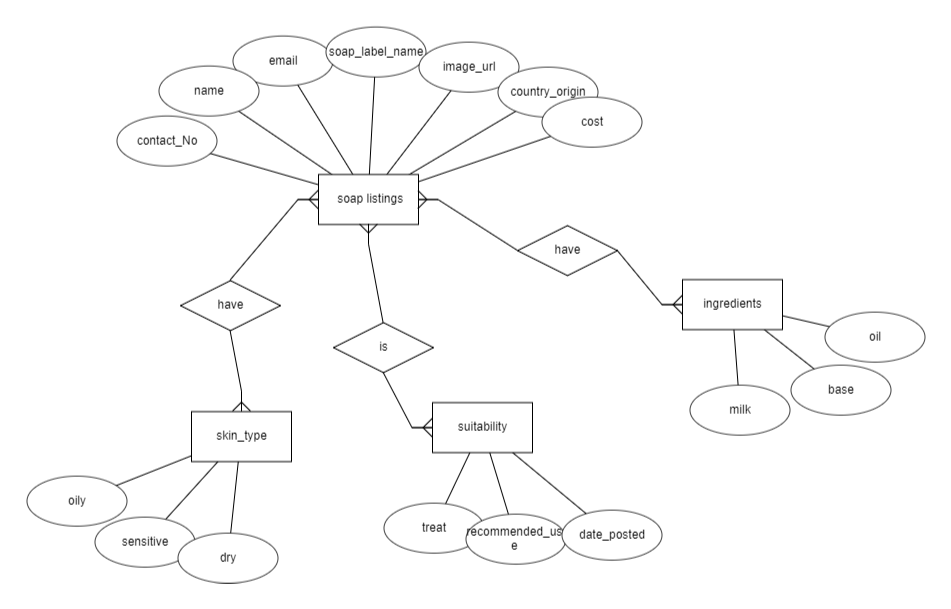 soap_label_name
email
image_url
name
country_origin
cost
contact_No
soap listings
have
have
ingredients
is
oil
base
milk
suitability
skin_type
oily
treat
recommended_us
e
date_posted
sensitive
dry